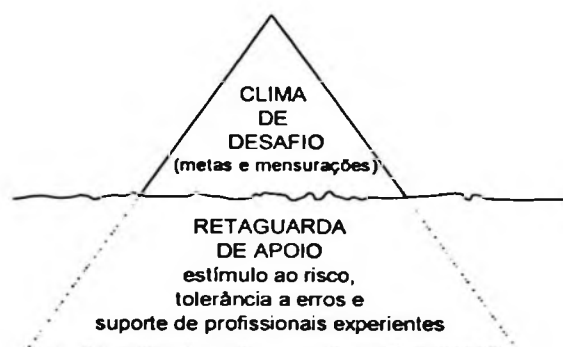 CLIMA
DE
DESAFIO
(metas e mensurações)
RETAGUARDA
DE APOIO
estímulo ao risco,
tolerância a erros e
suporte de profissionais experientes